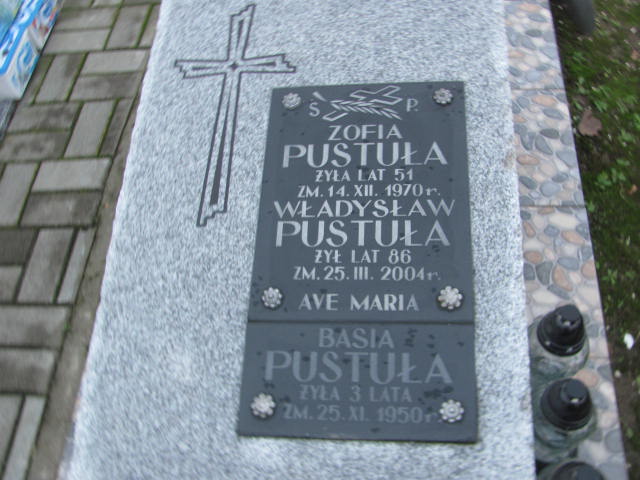 Ś. P.
ZOFIA
PUSTUŁA
ŻYŁA LAT 51
ZM. 14. XII. 1970 r.
WŁADYSŁAW
PUSTUŁA
ŻYŁ LAT 86
ZM. 25. III. 2004 r.
AVE MARIA
BASIA
PUSTUŁA
ŻYŁA 3 LATA
ZM. 25. XI. 1950 r.